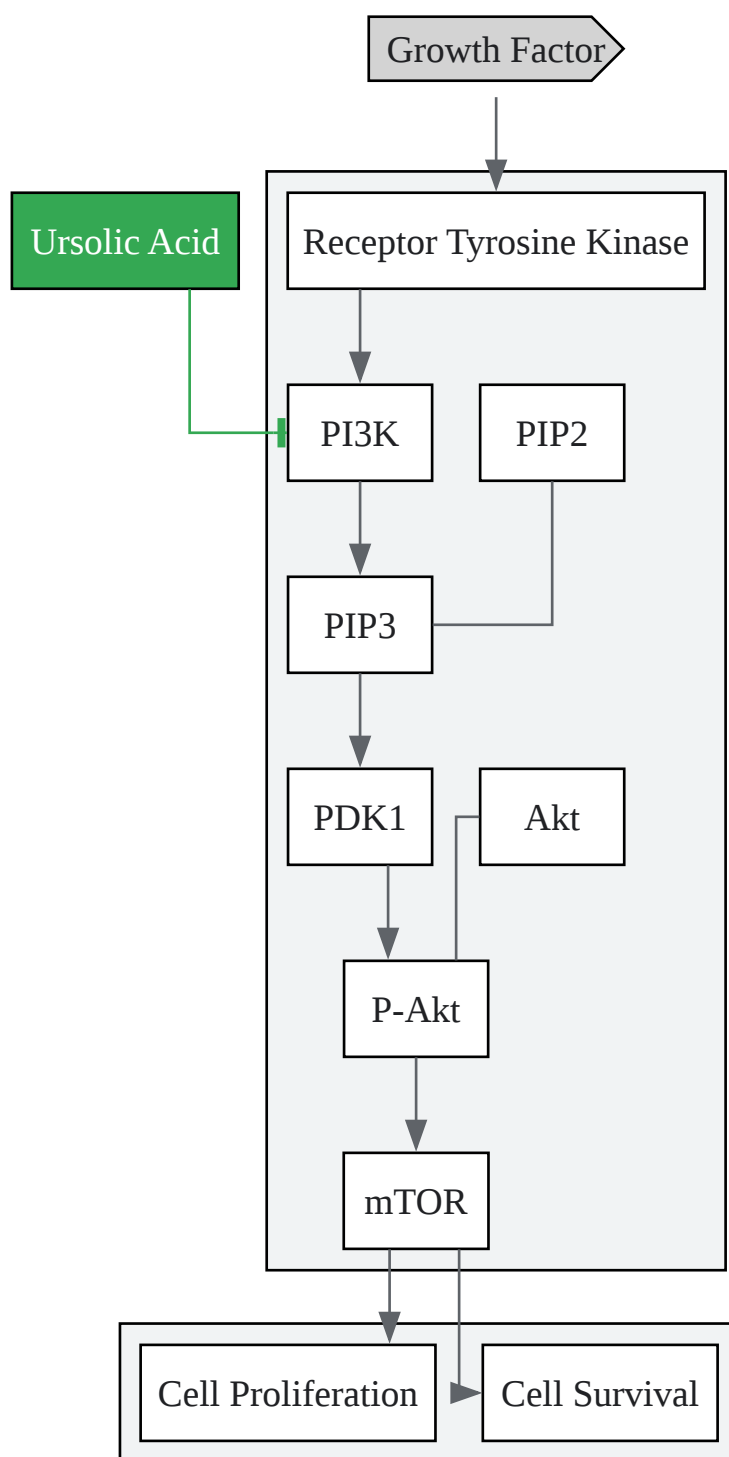 Growth Factor
Ursolic Acid
Receptor Tyrosine Kinase
PI3K
PIP2
PIP3
PDK1
Akt
P-Akt
mTOR
Cell Proliferation
Cell Survival